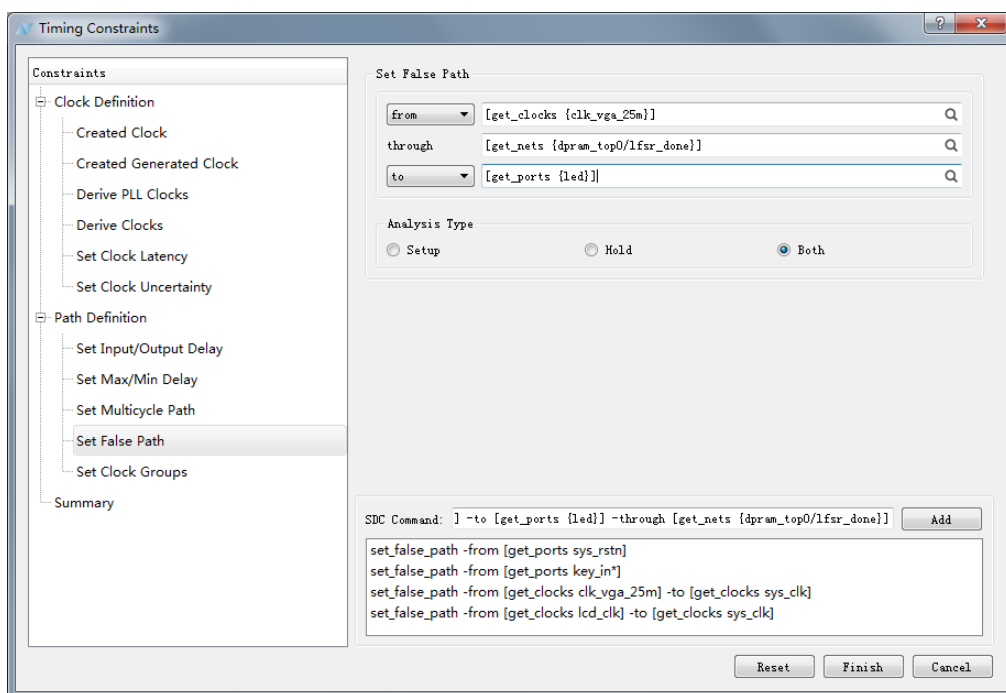 Timing Constraints
Constraints
Clock Definition
Created Clock
Created Generated Clock
Derive PLL Clocks
Derive Clocks
Set Clock Latency
Set Clock Uncertainty
Path Definition
Set Input/Output Delay
Set Max/Min Delay
Set Multicycle Path
Set False Path
Set Clock Groups
Summary
Set False Path
from [get_clocks {clk_vga_25m}]
through [get_nets {dpram_top0/lfsr_done}]
to [get_ports {led}]
Analysis Type
Setup Hold Both
SDC Command: ] -to [get_ports {led}] -through [get_nets {dpram_top0/lfsr_done}] Add
set_false_path -from [get_ports sys_rstn]
set_false_path -from [get_ports key_in*]
set_false_path -from [get_clocks clk_vga_25m] -to [get_clocks sys_clk]
set_false_path -from [get_clocks lcd_clk] -to [get_clocks sys_clk]
Reset Finish Cancel